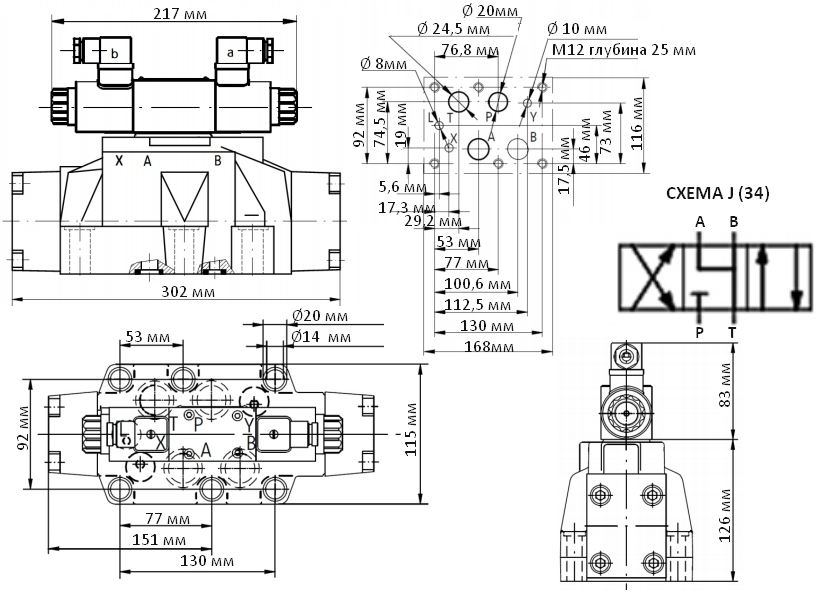 217 мм
b
a
X A B
302 мм
Ø 20мм
Ø 24,5 мм
76,8 мм
Ø 10 мм
M12 глубина 25 мм
Ø 8мм
L T P Y
X A B
92 мм
74,5 мм
19 мм
17,5 мм
46 мм
73 мм
116 мм
5,6 мм
17,3 мм
29,2 мм
53 мм
77 мм
100,6 мм
112,5 мм
130 мм
168мм
СХЕМА J (34)
A B
P T
Ø20 мм
Ø14 мм
53 мм
92 мм
115 мм
T P Y
X A B
77 мм
151 мм
130 мм
83 мм
126 мм